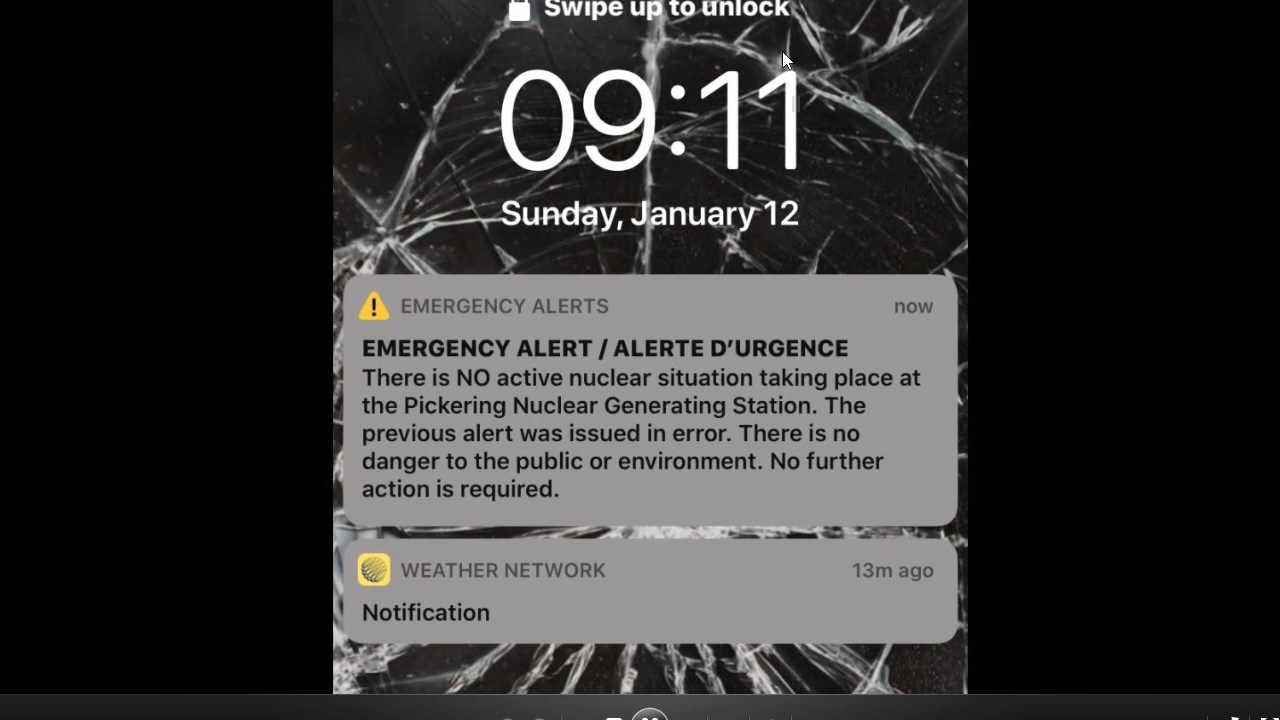 Swipe up to unlock
09:11
Sunday, January 12
EMERGENCY ALERTS now
EMERGENCY ALERT / ALERTE D’URGENCE
There is NO active nuclear situation taking place at
the Pickering Nuclear Generating Station. The
previous alert was issued in error. There is no
danger to the public or environment. No further
action is required.
WEATHER NETWORK 13m ago
Notification